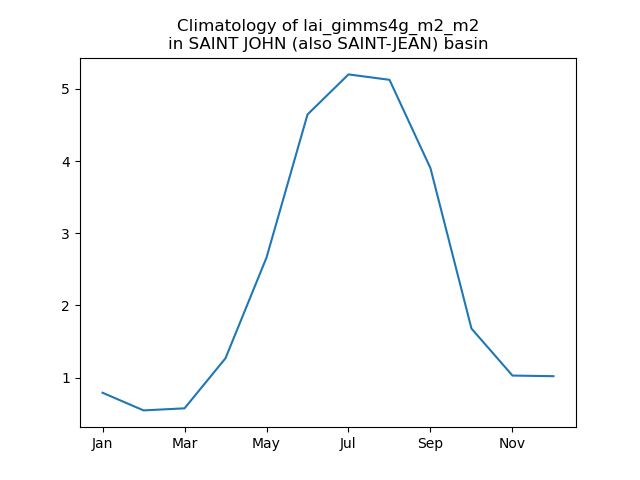 Climatology of lai_gimms4g_m2_m2
in SAINT JOHN (also SAINT-JEAN) basin
5
4
3
2
1
Jan Mar May Jul Sep Nov